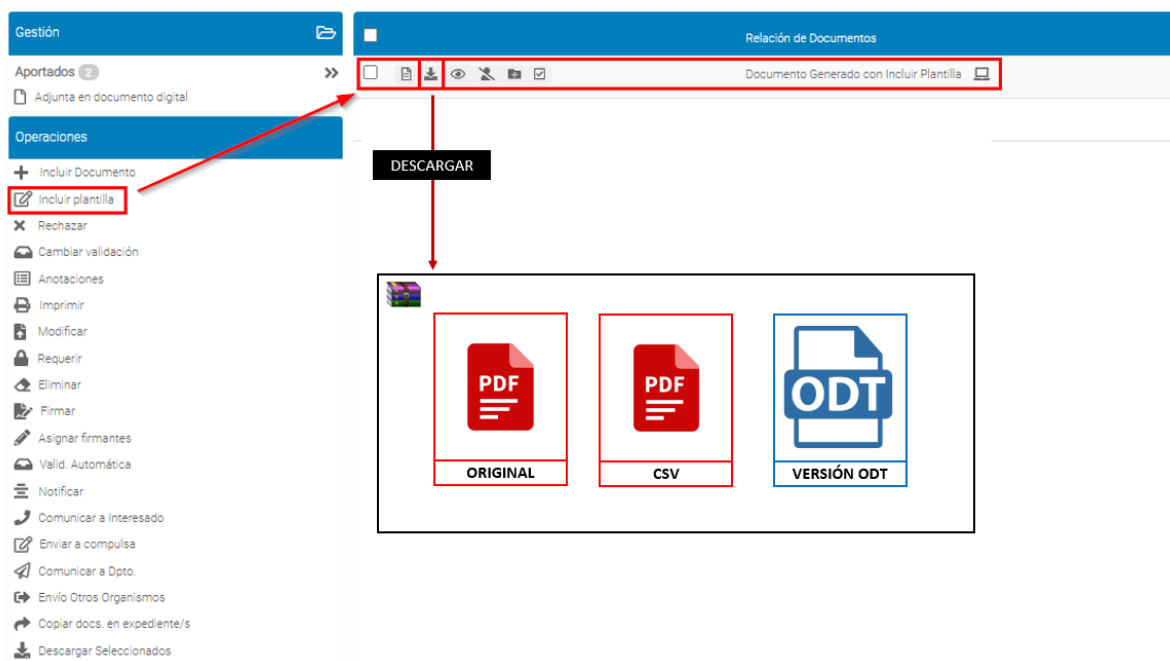 Gestión
Aportados 2
Adjunta en documento digital
Operaciones
Incluir Documento
Incluir plantilla
Rechazar
Cambiar validación
Anotaciones
Imprimir
Modificar
Requerir
Eliminar
Firmar
Asignar firmantes
Valid. Automática
Notificar
Comunicar a Interesado
Enviar a compulsa
Comunicar a Dpto.
Envío Otros Organismos
Copiar docs. en expediente/s
Descargar Seleccionados
Relación de Documentos
Documento Generado con Incluir Plantilla
DESCARGAR
PDF
ORIGINAL
PDF
CSV
ODT
VERSIÓN ODT